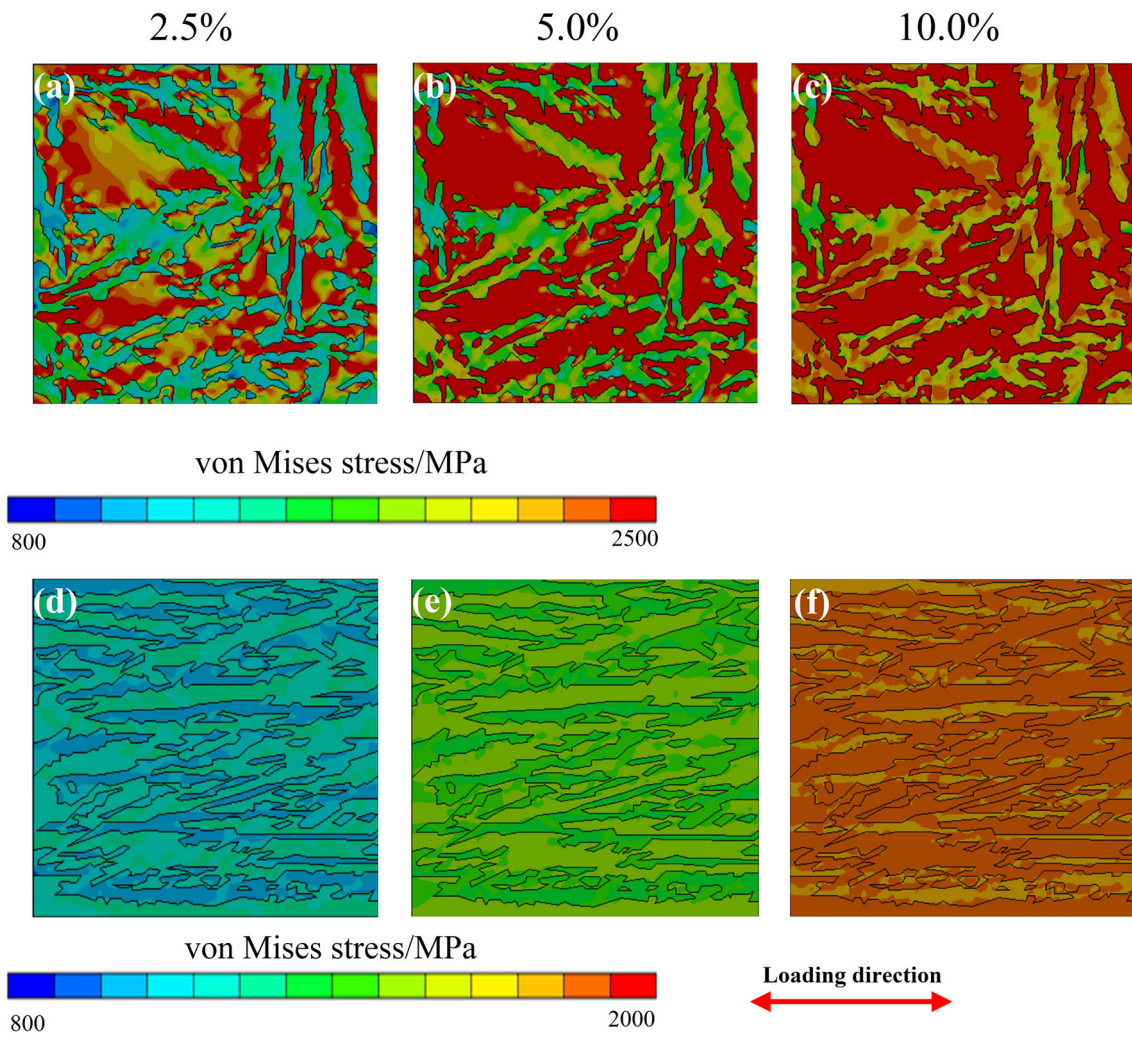 2.5% 5.0% 10.0%
(a) (b) (c)
von Mises stress/MPa
800 2500
(d) (e) (f)
von Mises stress/MPa
Loading direction
800 2000